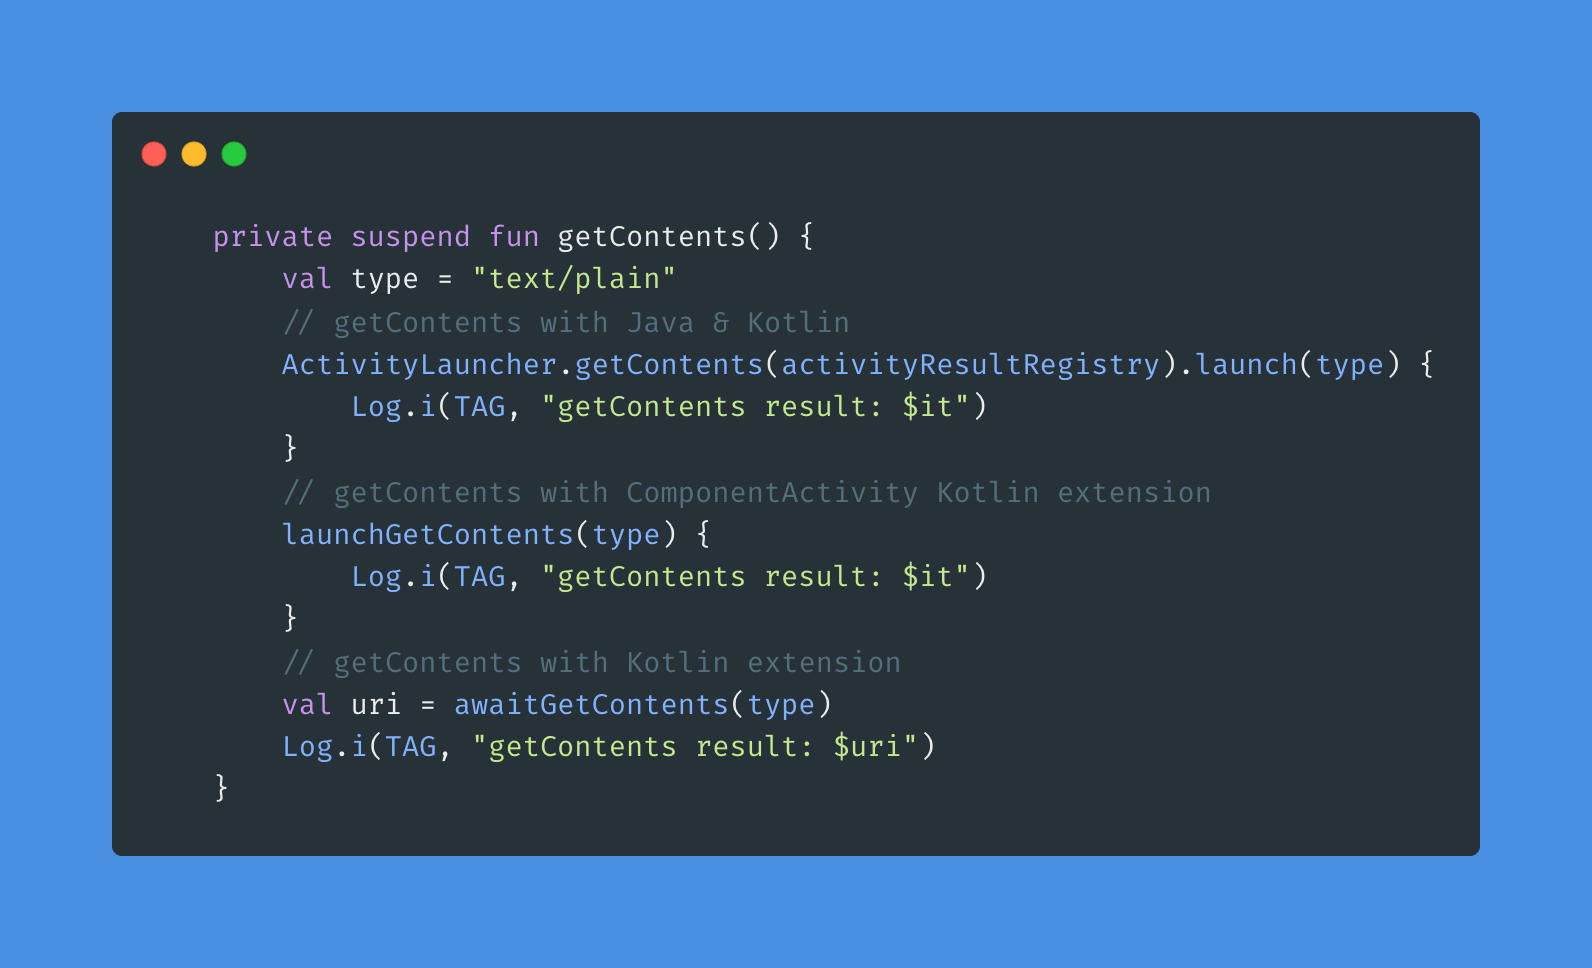 private suspend fun getContents() {
    val type = "text/plain"
    // getContents with Java & Kotlin
    ActivityLauncher.getContents(activityResultRegistry).launch(type) {
        Log.i(TAG, "getContents result: $it")
    }
    // getContents with ComponentActivity Kotlin extension
    launchGetContents(type) {
        Log.i(TAG, "getContents result: $it")
    }
    // getContents with Kotlin extension
    val uri = awaitGetContents(type)
    Log.i(TAG, "getContents result: $uri")
}